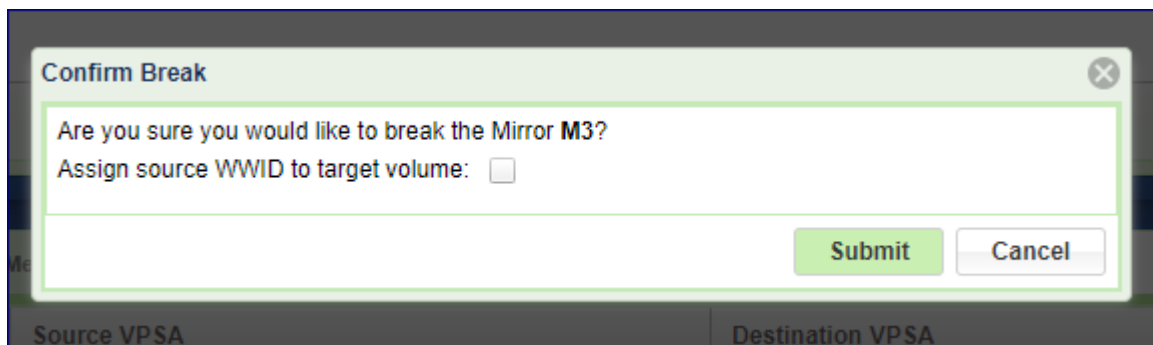 Confirm Break
Are you sure you would like to break the Mirror M3?
Assign source WWID to target volume:
Submit Cancel
Me
Source VPSA Destination VPSA